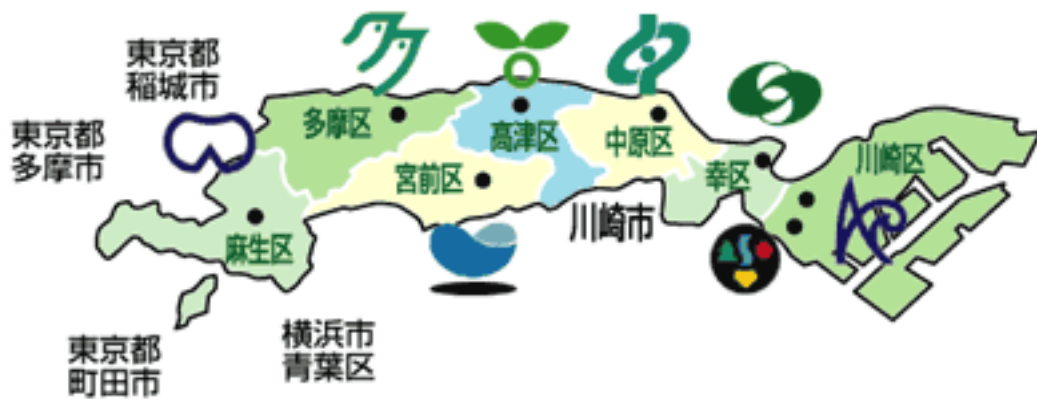 東京都
稲城市
東京都
多摩市
多摩区
高津区
中原区
川崎区
宮前区
幸区
川崎市
麻生区
横浜市
青葉区
東京都
町田市